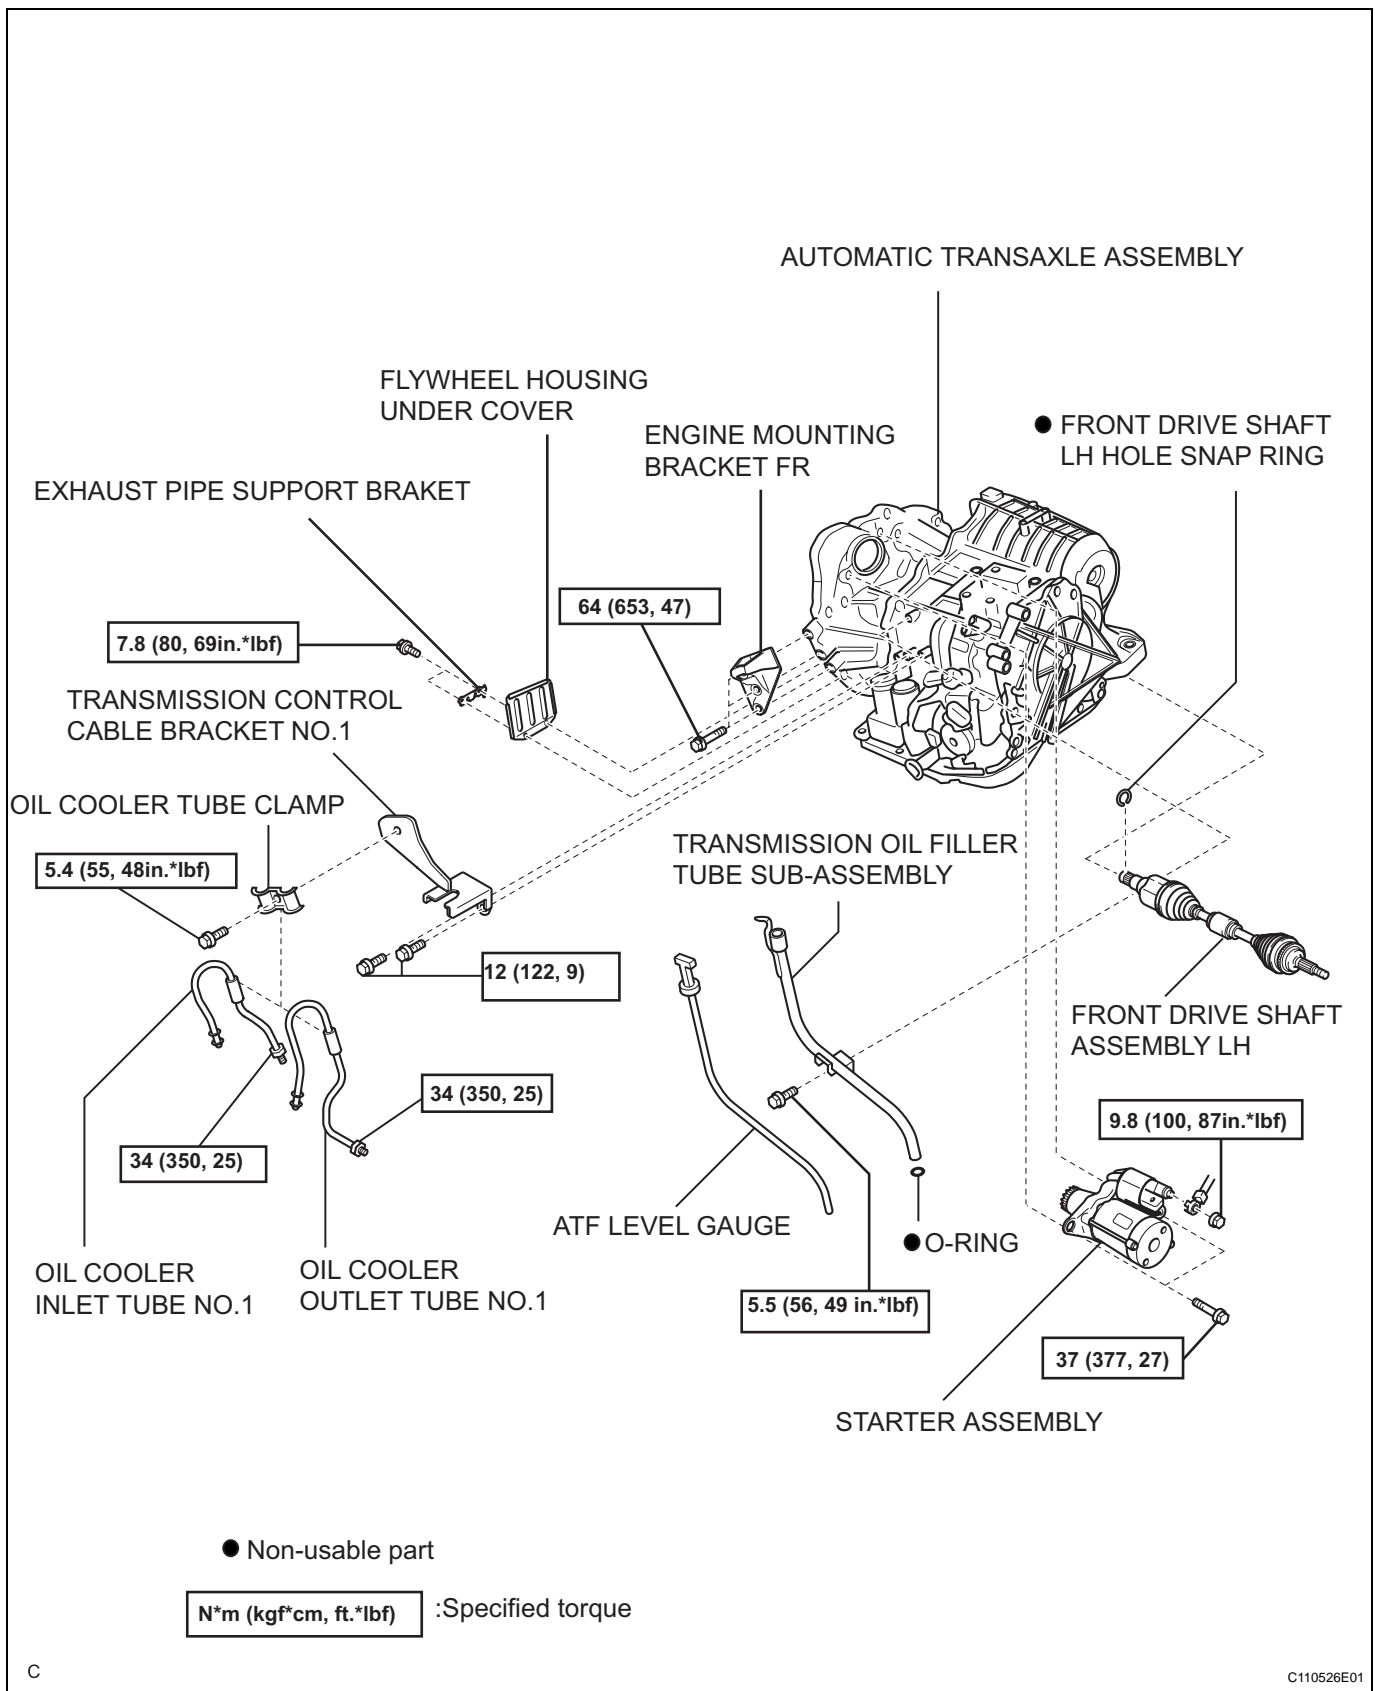 AUTOMATIC TRANSAXLE ASSEMBLY
FLYWHEEL HOUSING
UNDER COVER
ENGINE MOUNTING
BRACKET FR
● FRONT DRIVE SHAFT
LH HOLE SNAP RING
EXHAUST PIPE SUPPORT BRAKET
64 (653, 47)
7.8 (80, 69in.*lbf)
TRANSMISSION CONTROL
CABLE BRACKET NO.1
OIL COOLER TUBE CLAMP
5.4 (55, 48in.*lbf)
TRANSMISSION OIL FILLER
TUBE SUB-ASSEMBLY
12 (122, 9)
FRONT DRIVE SHAFT
ASSEMBLY LH
34 (350, 25)
9.8 (100, 87in.*lbf)
34 (350, 25)
ATF LEVEL GAUGE
● O-RING
OIL COOLER
INLET TUBE NO.1
OIL COOLER
OUTLET TUBE NO.1
5.5 (56, 49 in.*lbf)
37 (377, 27)
STARTER ASSEMBLY
● Non-usable part
N*m (kgf*cm, ft.*lbf) :Specified torque
C
C110526E01